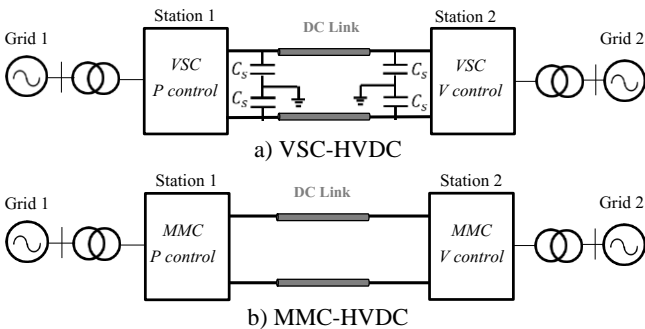 Station 1
DC Link
Station 2
Grid 1
Grid 2
VSC
P control
C_s
C_s
C_s
C_s
VSC
V control
a) VSC-HVDC
Station 1
DC Link
Station 2
Grid 1
Grid 2
MMC
P control
MMC
V control
b) MMC-HVDC